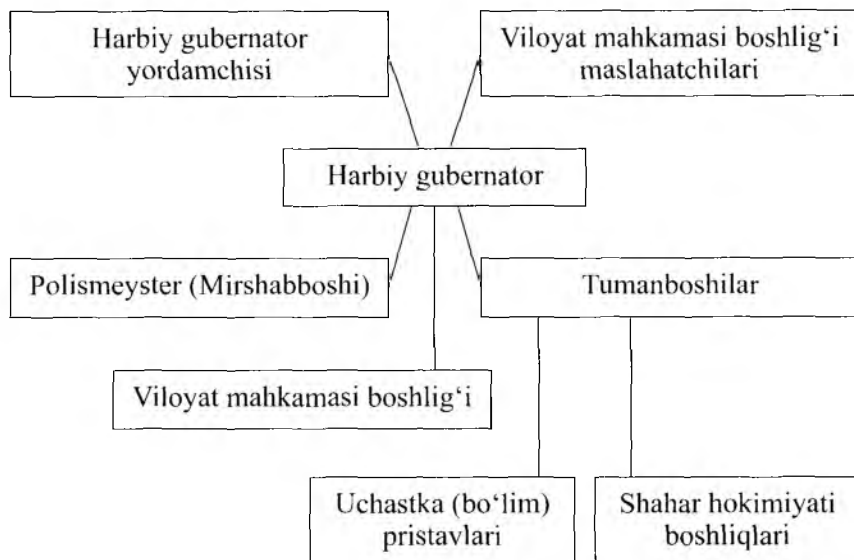 Harbiy gubernator
yordamchisi
Viloyat mahkamasi boshlig‘i
maslahatchilari
Harbiy gubernator
Polismeyster (Mirshabboshi)
Tumanboshilar
Viloyat mahkamasi boshlig‘i
Uchastka (bo‘lim)
pristavlari
Shahar hokimiyati
boshliqlari